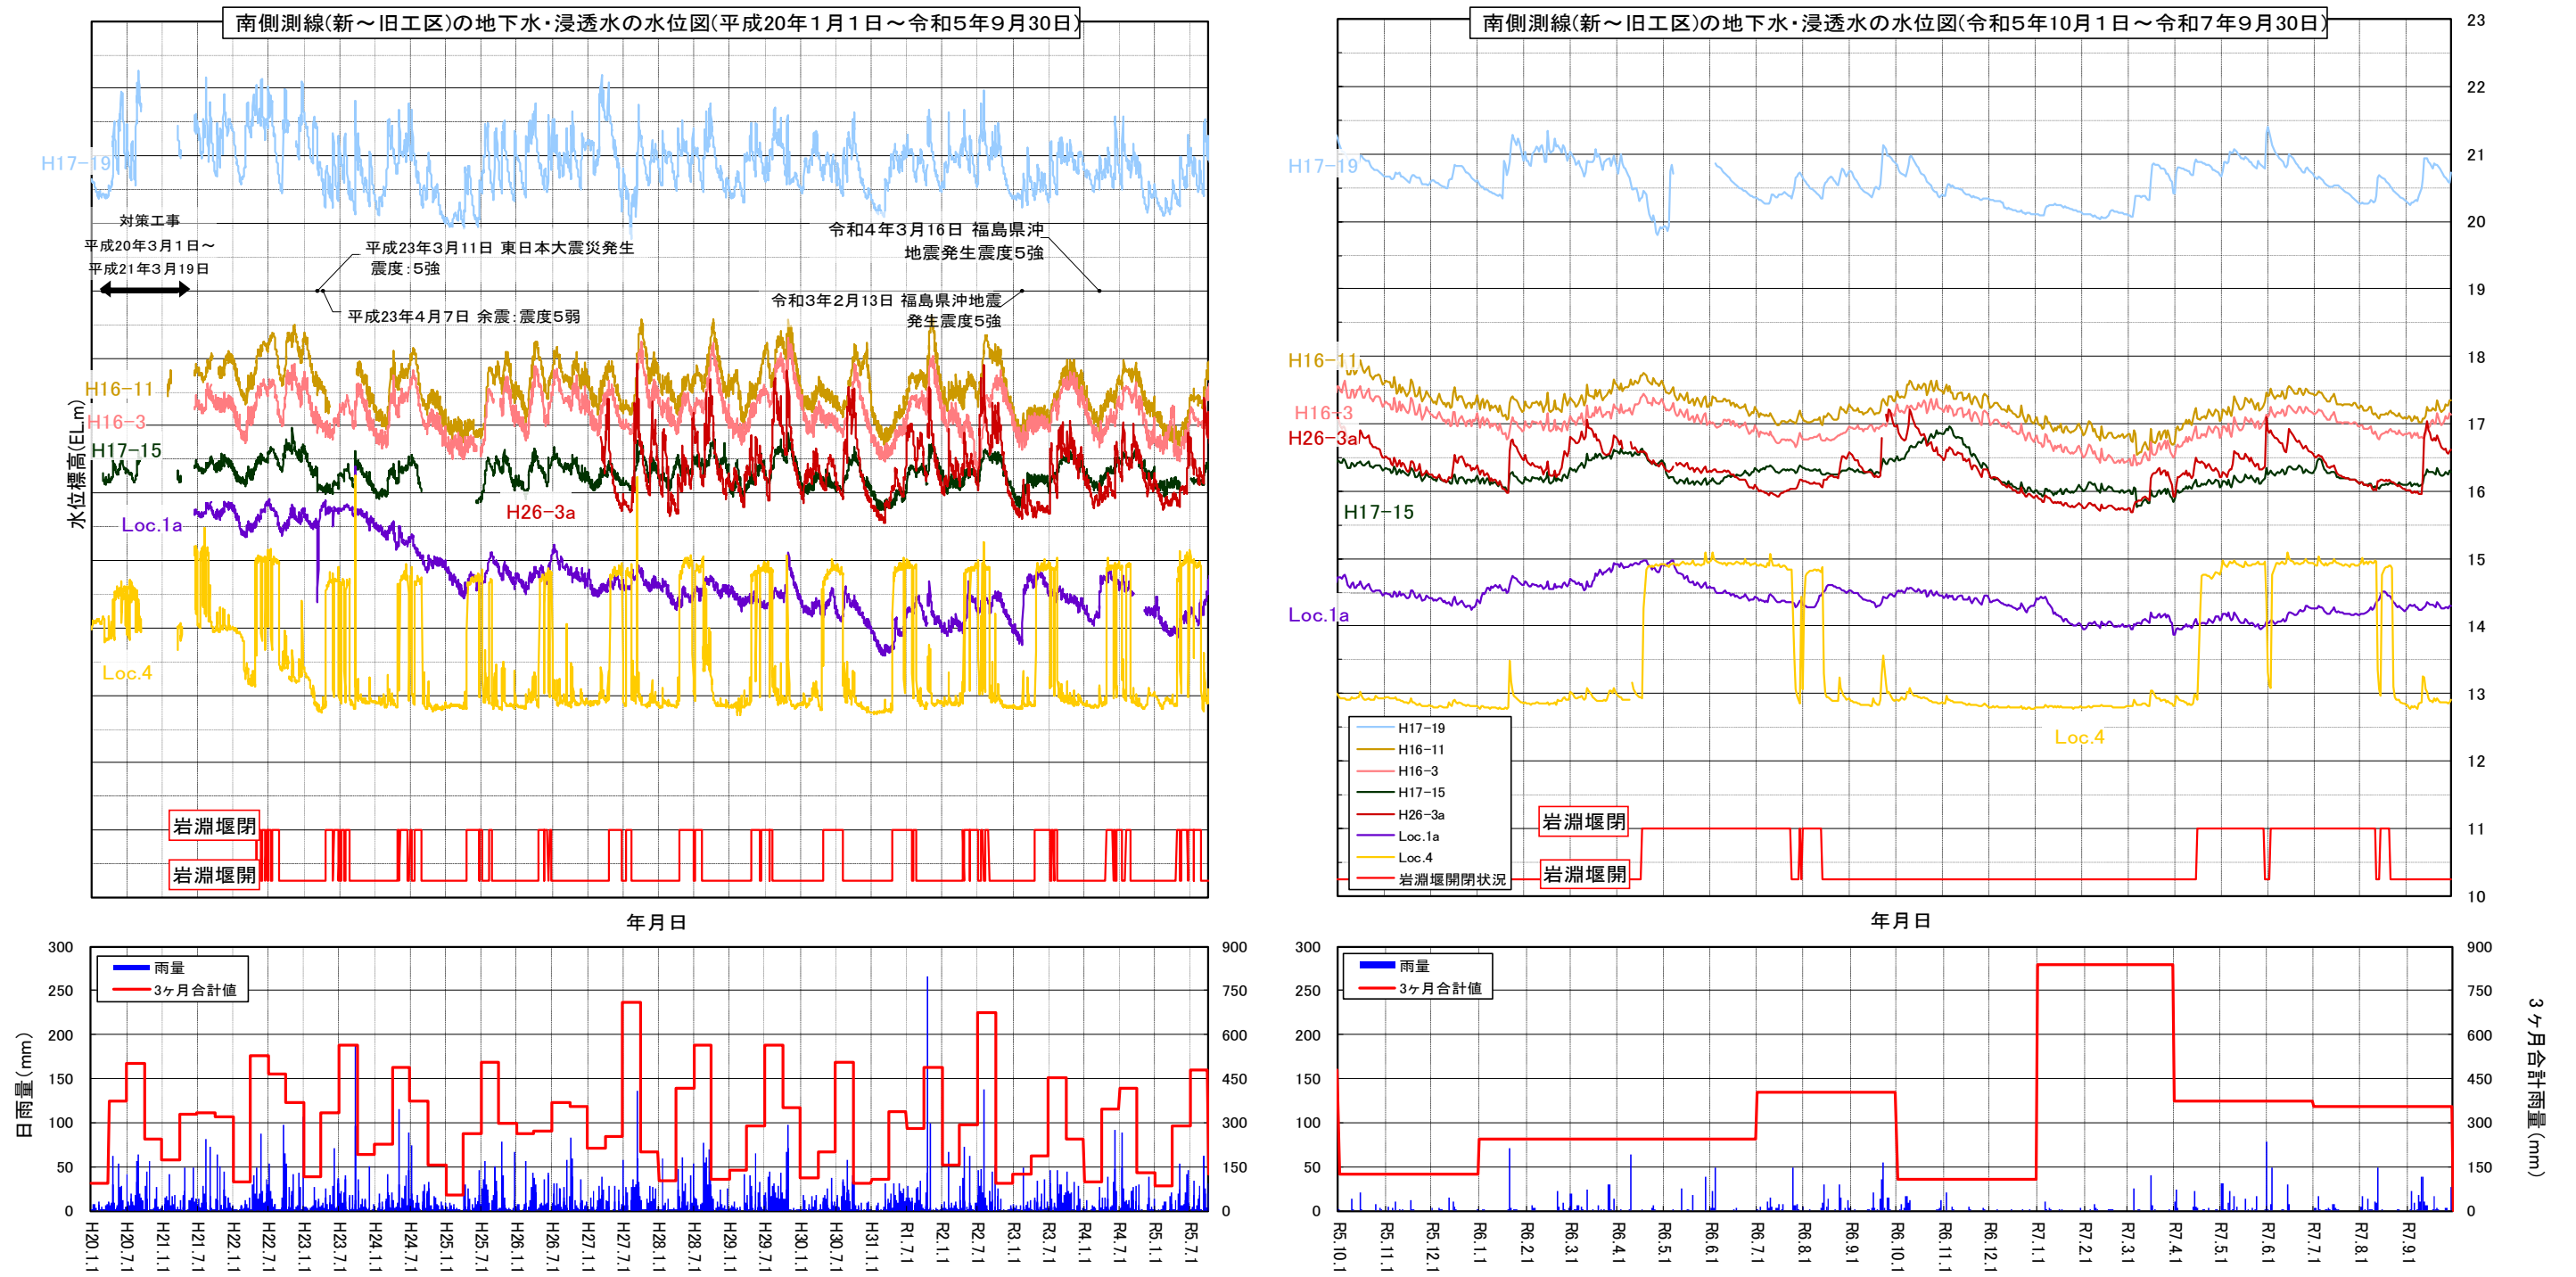 南側測線(新～旧工区)の地下水・浸透水の水位図(平成20年1月1日～令和5年9月30日)
H17-19
対策工事
平成20年3月1日～
平成21年3月19日
平成23年3月11日 東日本大震災発生
震度：5強
平成23年4月7日 余震：震度5弱
令和4年3月16日 福島県沖
地震発生震度5強
令和3年2月13日 福島県沖地震
発生震度5強
H16-11
H16-3
H17-15
H26-3a
Loc.1a
Loc.4
水位標高(EL.m)
岩淵堰閉
岩淵堰開
年月日
南側測線(新～旧工区)の地下水・浸透水の水位図(令和5年10月1日～令和7年9月30日)
23
22
21
20
19
18
17
16
15
14
13
12
11
10
H17-19
H16-11
H16-3
H26-3a
H17-15
Loc.1a
Loc.4
H17-19
H16-11
H16-3
H17-15
H26-3a
Loc.1a
Loc.4
岩淵堰開閉状況
岩淵堰閉
岩淵堰開
年月日
日雨量(mm)
300
250
200
150
100
50
0
雨量
3ヶ月合計値
900
750
600
450
300
150
0
H20.1.1
H20.7.1
H21.1.1
H21.7.1
H22.1.1
H22.7.1
H23.1.1
H23.7.1
H24.1.1
H24.7.1
H25.1.1
H25.7.1
H26.1.1
H26.7.1
H27.1.1
H27.7.1
H28.1.1
H28.7.1
H29.1.1
H29.7.1
H30.1.1
H30.7.1
H31.1.1
R1.7.1
R2.1.1
R2.7.1
R3.1.1
R3.7.1
R4.1.1
R4.7.1
R5.1.1
R5.7.1
300
250
200
150
100
50
0
雨量
3ヶ月合計値
900
750
600
450
300
150
0
3ヶ月合計雨量(mm)
R5.10.1
R5.11.1
R5.12.1
R6.1.1
R6.2.1
R6.3.1
R6.4.1
R6.5.1
R6.6.1
R6.7.1
R6.8.1
R6.9.1
R6.10.1
R6.11.1
R6.12.1
R7.1.1
R7.2.1
R7.3.1
R7.4.1
R7.5.1
R7.6.1
R7.7.1
R7.8.1
R7.9.1